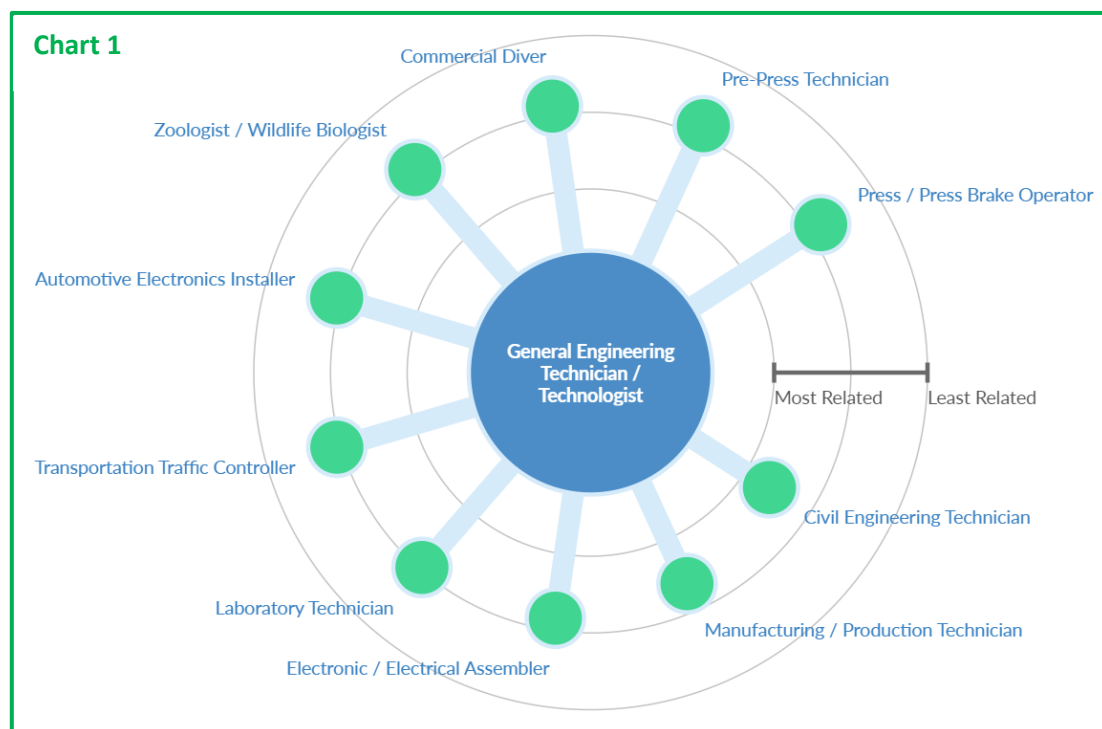 Chart 1
Commercial Diver
Pre-Press Technician
Zoologist / Wildlife Biologist
Press / Press Brake Operator
Automotive Electronics Installer
General Engineering
Technician /
Technologist
Most Related
Least Related
Transportation Traffic Controller
Civil Engineering Technician
Laboratory Technician
Manufacturing / Production Technician
Electronic / Electrical Assembler